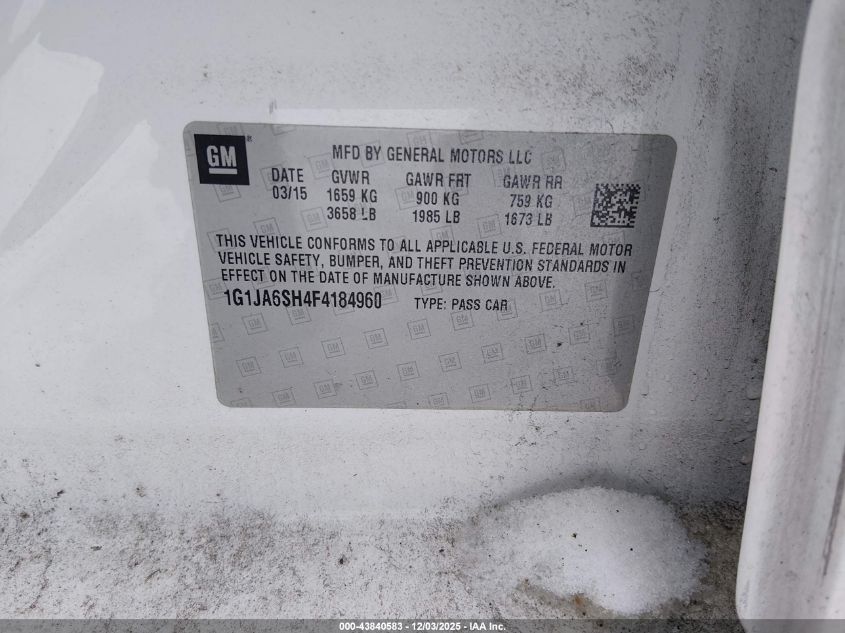 GM ®
MFD BY GENERAL MOTORS LLC
DATE GVWR GAWR FRT GAWR RR
03/15 1659 KG 900 KG 759 KG
3658 LB 1985 LB 1673 LB
THIS VEHICLE CONFORMS TO ALL APPLICABLE U.S. FEDERAL MOTOR
VEHICLE SAFETY, BUMPER, AND THEFT PREVENTION STANDARDS IN
EFFECT ON THE DATE OF MANUFACTURE SHOWN ABOVE.
1G1JA6SH4F4184960 TYPE: PASS CAR
000-43840583 - 12/03/2025 - IAA Inc.